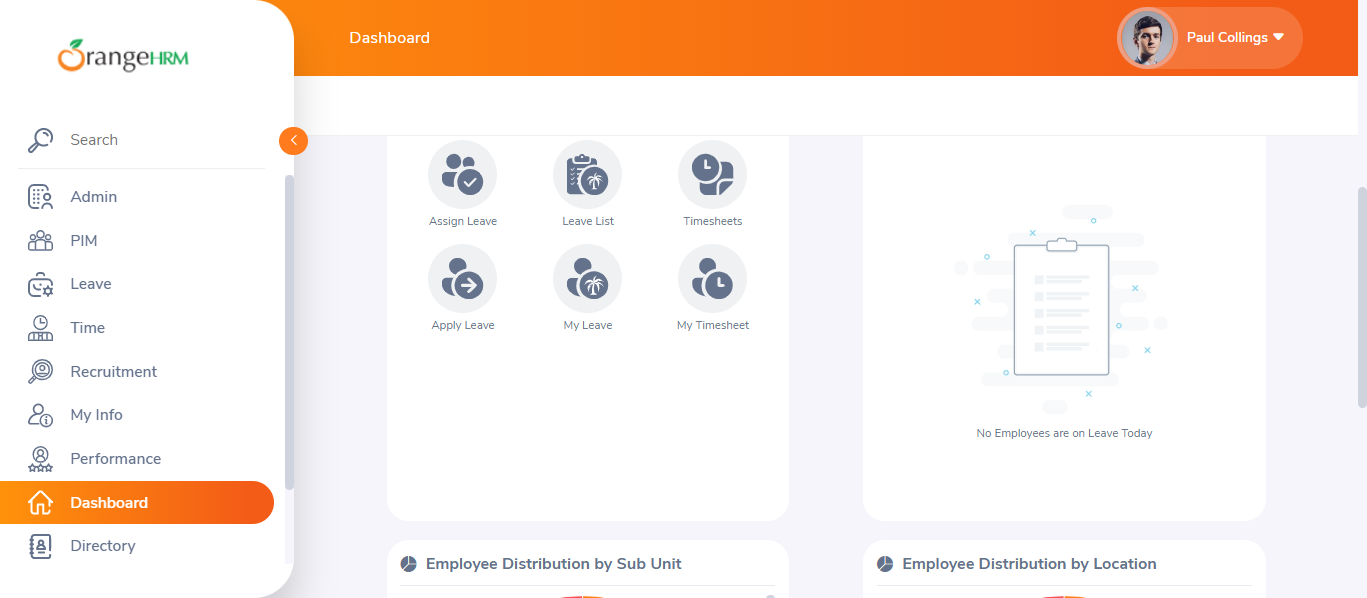 OrangeHRM
Dashboard
Paul Collings
Search
Admin
PIM
Leave
Time
Recruitment
My Info
Performance
Dashboard
Directory
Assign Leave
Leave List
Timesheets
Apply Leave
My Leave
My Timesheet
No Employees are on Leave Today
Employee Distribution by Sub Unit
Employee Distribution by Location